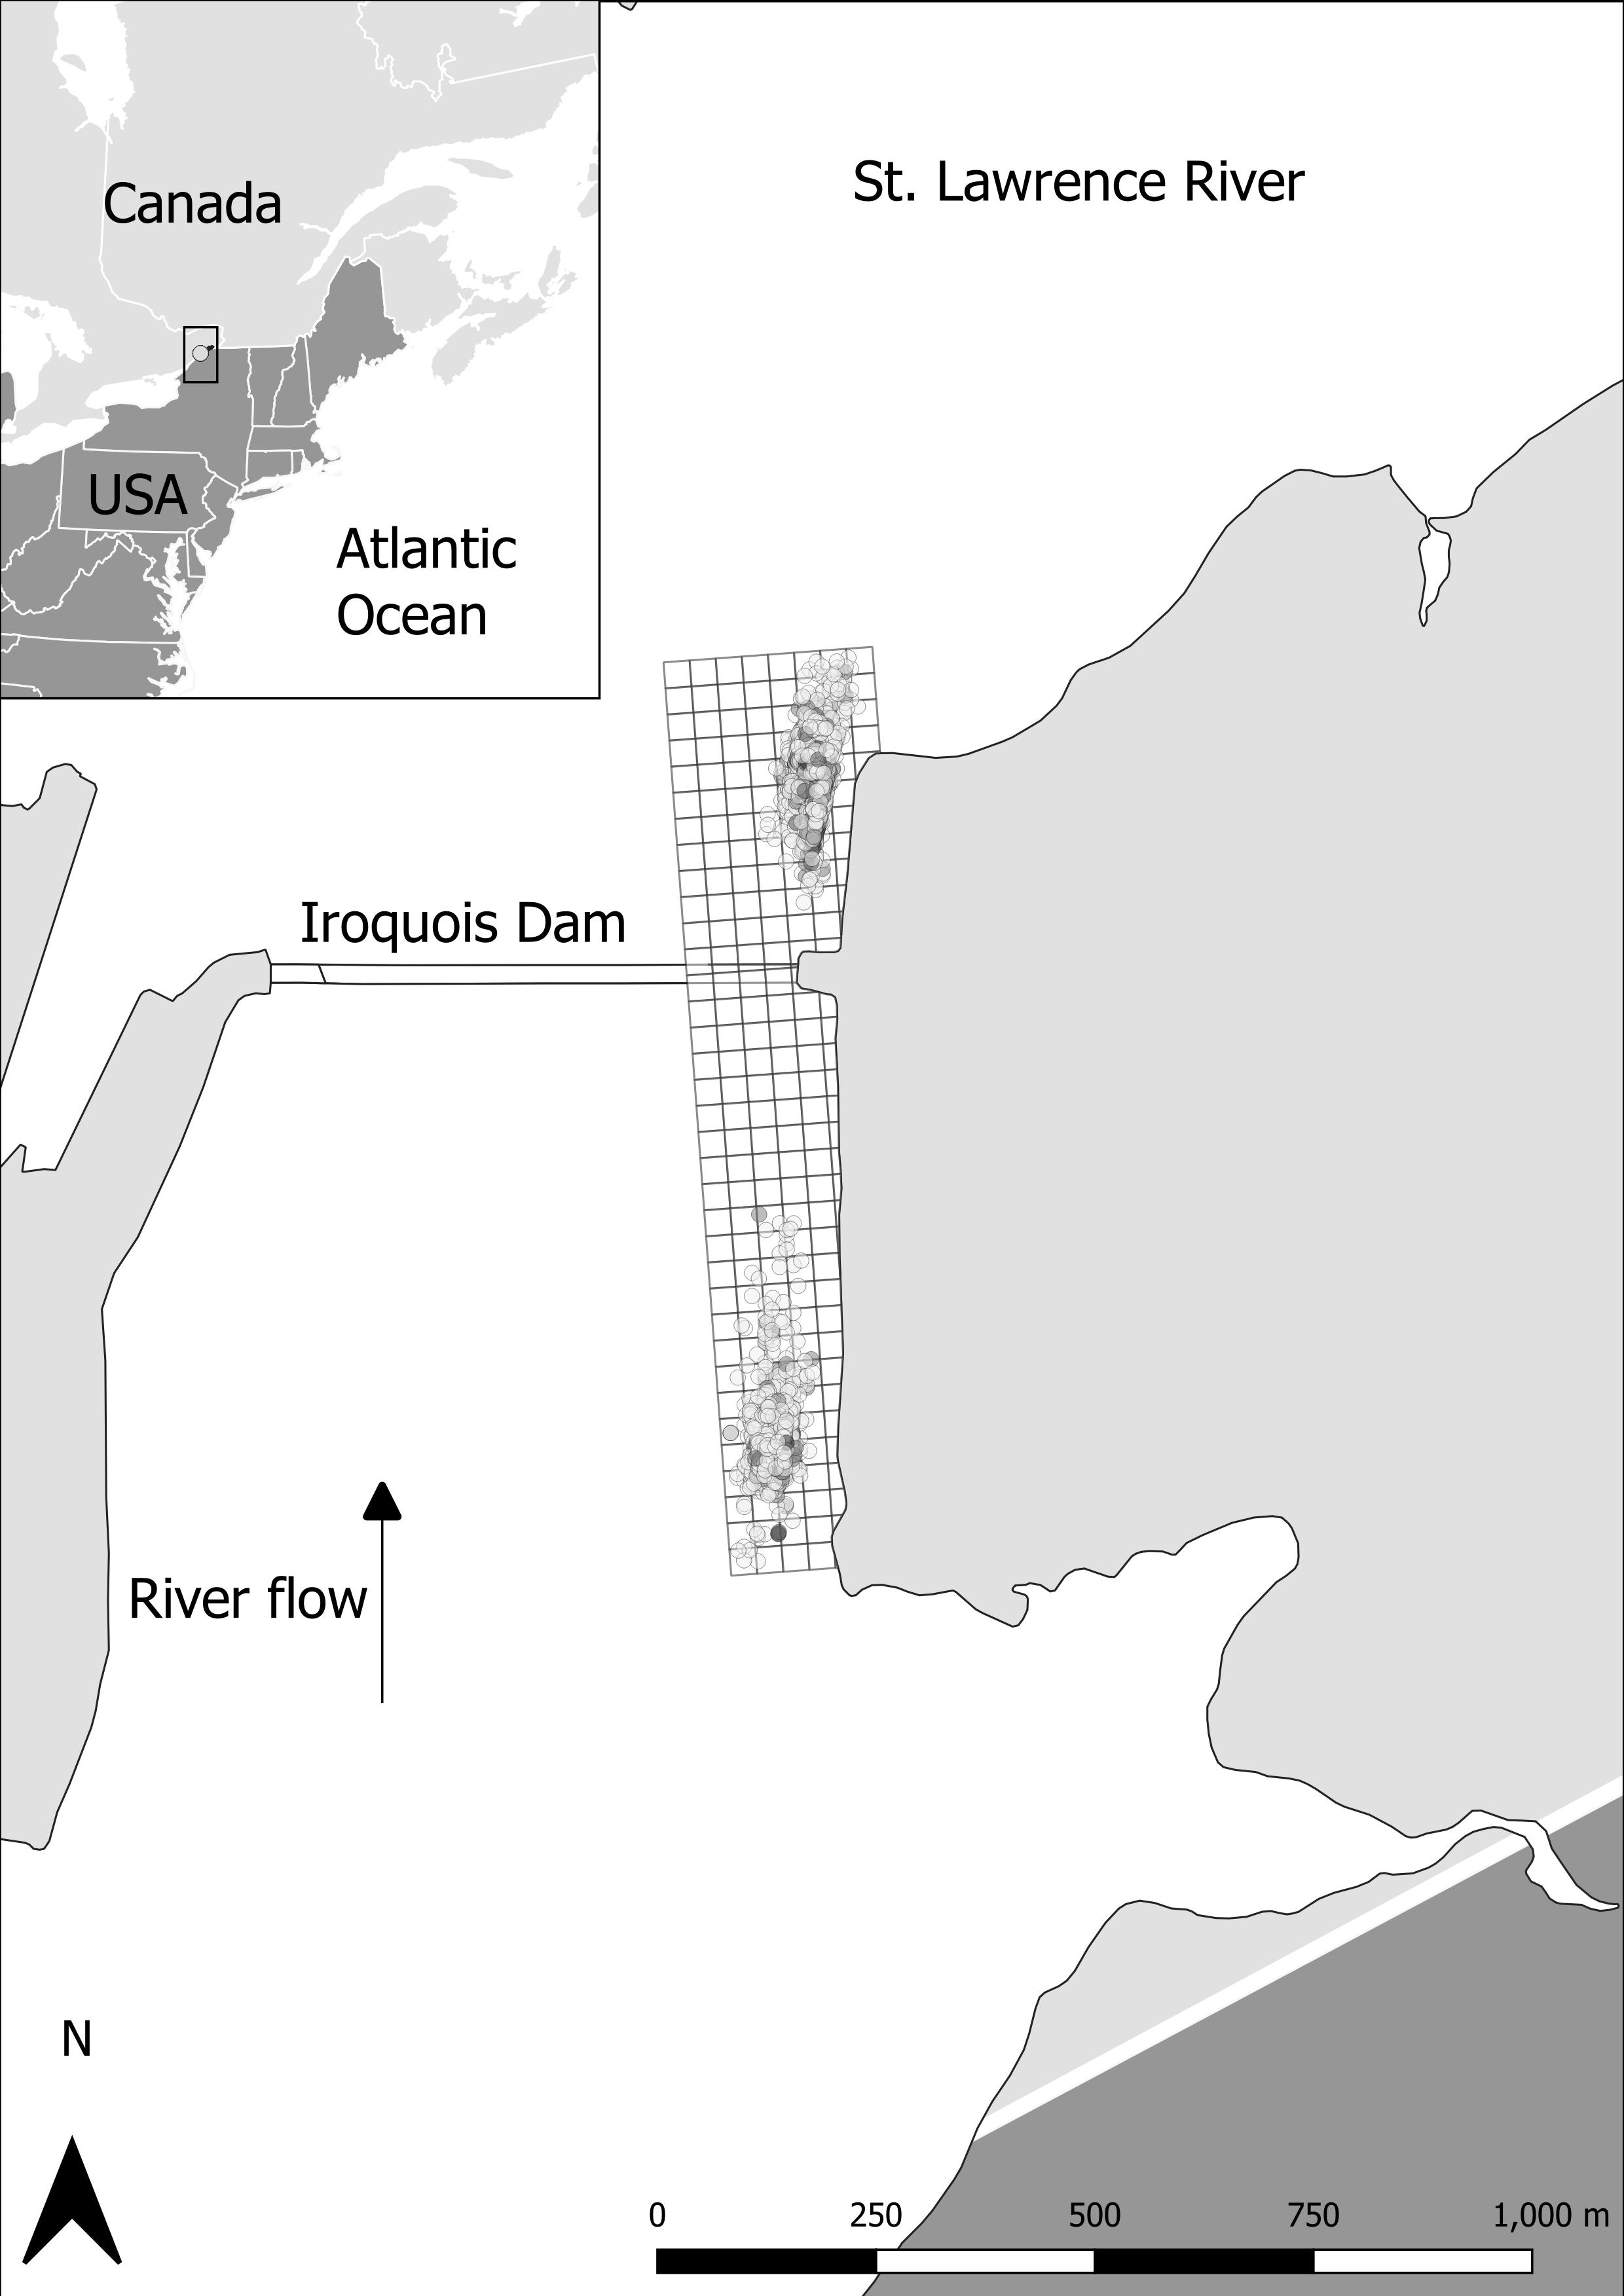 St. Lawrence River
Canada
USA
Atlantic
Ocean
Iroquois Dam
River flow
N
0 250 500 750 1,000 m